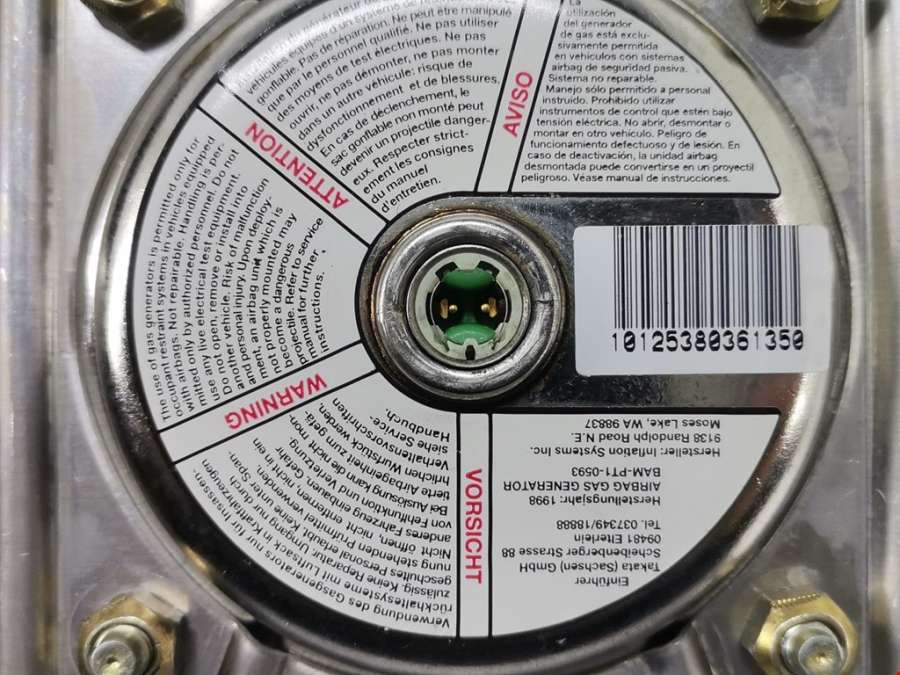 générateur de
véhicules équipés d'un système de
gonflable. Pas de réparation. Ne peut être manipulé
que par le personnel qualifié. Ne pas utiliser
des moyens de test électriques. Ne pas
ouvrir, ne pas démonter, ne pas monter
dans un autre véhicule: risque de
dysfonctionnement et de blessures.
En cas de déclenchement, le
sac gonflable non monté peut
devenir un projectile danger-
eux. Respecter strict-
ement les consignes
du manuel
d'entretien.
ATTENTION
AVISO
La
utilización
del generador
de gas está exclu-
sivamente permitida
en vehículos con sistemas
airbag de seguridad pasiva.
Sistema no reparable.
Manejo sólo permitido a personal
instruido. Prohibido utilizar
instrumentos de control que estén bajo
tensión eléctrica. No abrir, desmontar o
montar en otro vehículo. Peligro de
funcionamiento defectuoso y de lesión. En
caso de deactivación, la unidad airbag
desmontada puede convertirse en un proyectil
peligroso. Véase manual de instrucciones.
The use of gas generators is permitted only for
occupant restraint systems in vehicles equipped
with airbags. Not repairable. Handling is per-
mitted only by authorized personnel. Do not
use any live electrical test equipment.
Do not open, remove or install into
another vehicle. Risk of malfunction
and personal injury. Upon deploy-
ment, and airbag unit which is
not properly mounted may
become a dangerous
projectile. Refer to service
manual for further
instructions.
WARNING
Verwendung des Gasgenerators nur für Insassen
rückhaltesysteme mit Luftsack in Kraftfahrzeugen
zulässig. Keine Reparatur. Umgang nur durch
geschultes Personal erlaubt. Keine unter Span-
nung stehenden Prüfmittel verwenden.
Nicht öffnen, nicht in ein
anderes Fahrzeug einbauen. Gefahr
von Fehlfunktion und Verletzung.
Bei Auslösung kann die nicht mon-
tierte Airbageinheit zum gefä-
hrlichen Wurfstück werden.
Verhaltensvorschriften
siehe Service-
Handbuch.
VORSICHT
Einführer
Takata (Sachsen) GmbH
Scheibenberger Strasse 88
09481 Elterlein
Tel. 037349/18888
Herstellungsjahr 1998
AIRBAG GAS GENERATOR
BAM-PT1-0593
Hersteller: Inflation Systems Inc.
9138 Randolph Road N.E.
Moses Lake, WA 98837
1012538036​1350